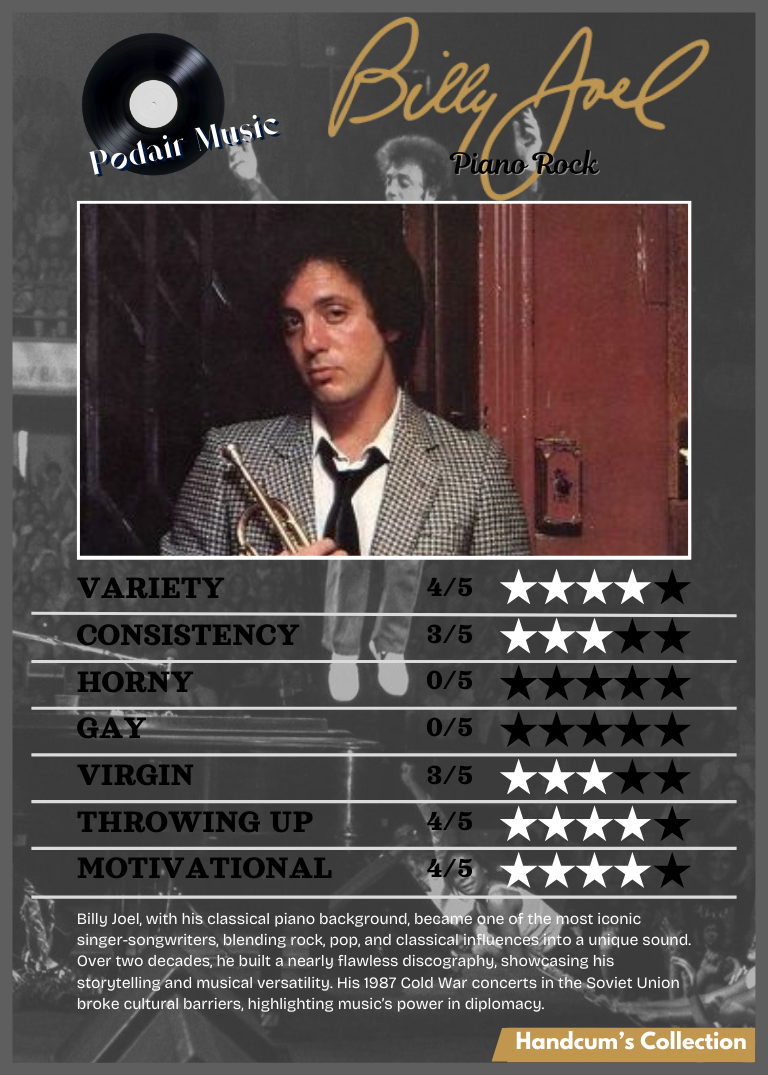 Billy Joel
Podair Music
Piano Rock
VARIETY 4/5
CONSISTENCY 3/5
HORNY 0/5
GAY 0/5
VIRGIN 3/5
THROWING UP 4/5
MOTIVATIONAL 4/5
Billy Joel, with his classical piano background, became one of the most iconic
singer-songwriters, blending rock, pop, and classical influences into a unique sound.
Over two decades, he built a nearly flawless discography, showcasing his
storytelling and musical versatility. His 1987 Cold War concerts in the Soviet Union
broke cultural barriers, highlighting music’s power in diplomacy.
Handcum’s Collection